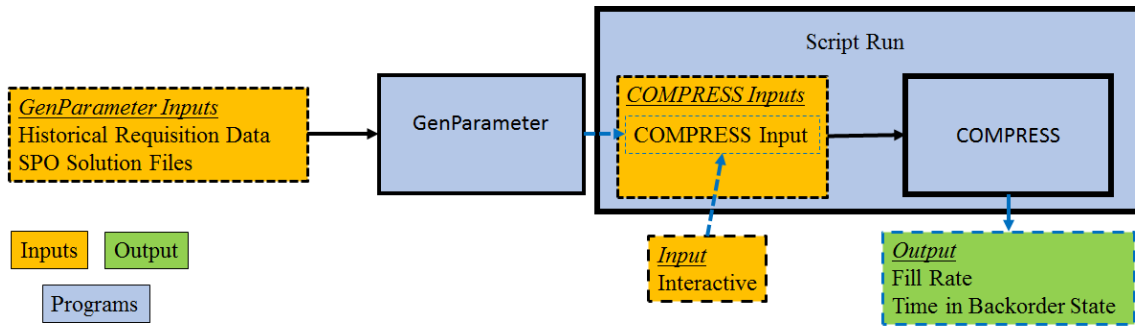 Script Run
GenParameter Inputs
Historical Requisition Data
SPO Solution Files
GenParameter
COMPRESS Inputs
COMPRESS Input
COMPRESS
Inputs
Output
Programs
Input
Interactive
Output
Fill Rate
Time in Backorder State